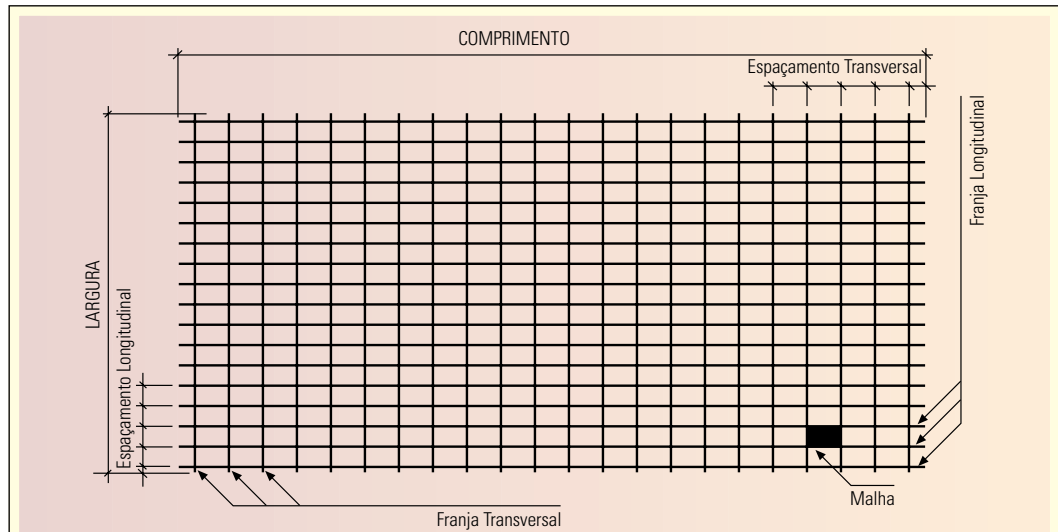 COMPRIMENTO
Espaçamento Transversal
Franja Longitudinal
LARGURA
Espaçamento Longitudinal
Malha
Franja Transversal